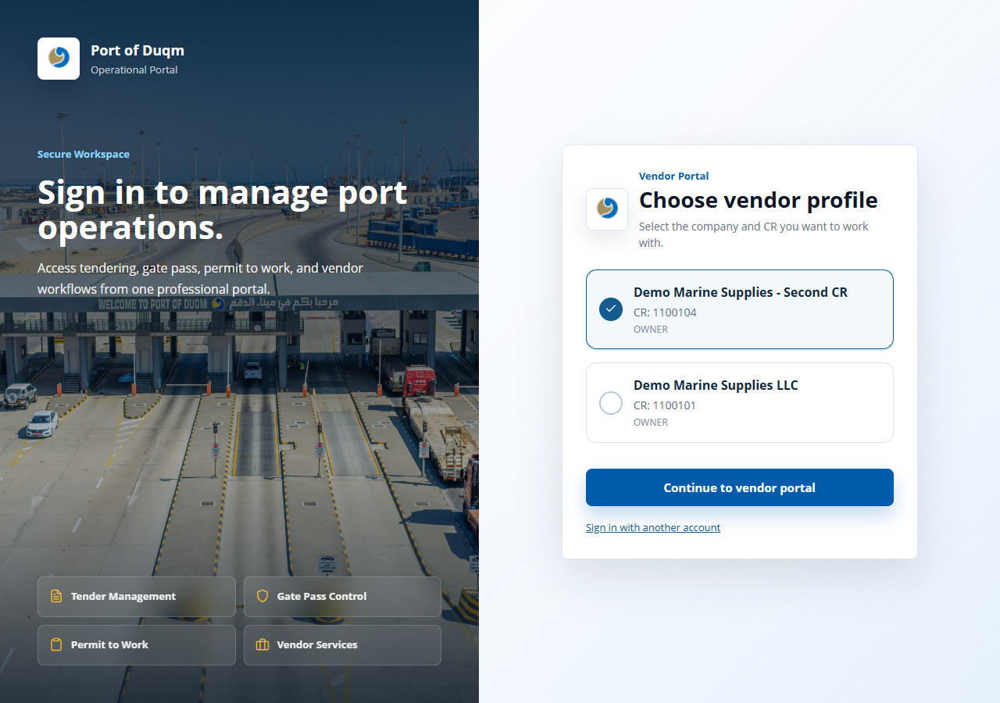 Port of Duqm
Operational Portal
Secure Workspace
Sign in to manage port
operations.
Access tendering, gate pass, permit to work, and vendor
workflows from one professional portal.
WELCOME TO PORT OF DUQM
مرحبا بكم في ميناء الدقم
Tender Management
Gate Pass Control
Permit to Work
Vendor Services
Vendor Portal
Choose vendor profile
Select the company and CR you want to work
with.
Demo Marine Supplies - Second CR
CR: 1100104
OWNER
Demo Marine Supplies LLC
CR: 1100101
OWNER
Continue to vendor portal
Sign in with another account